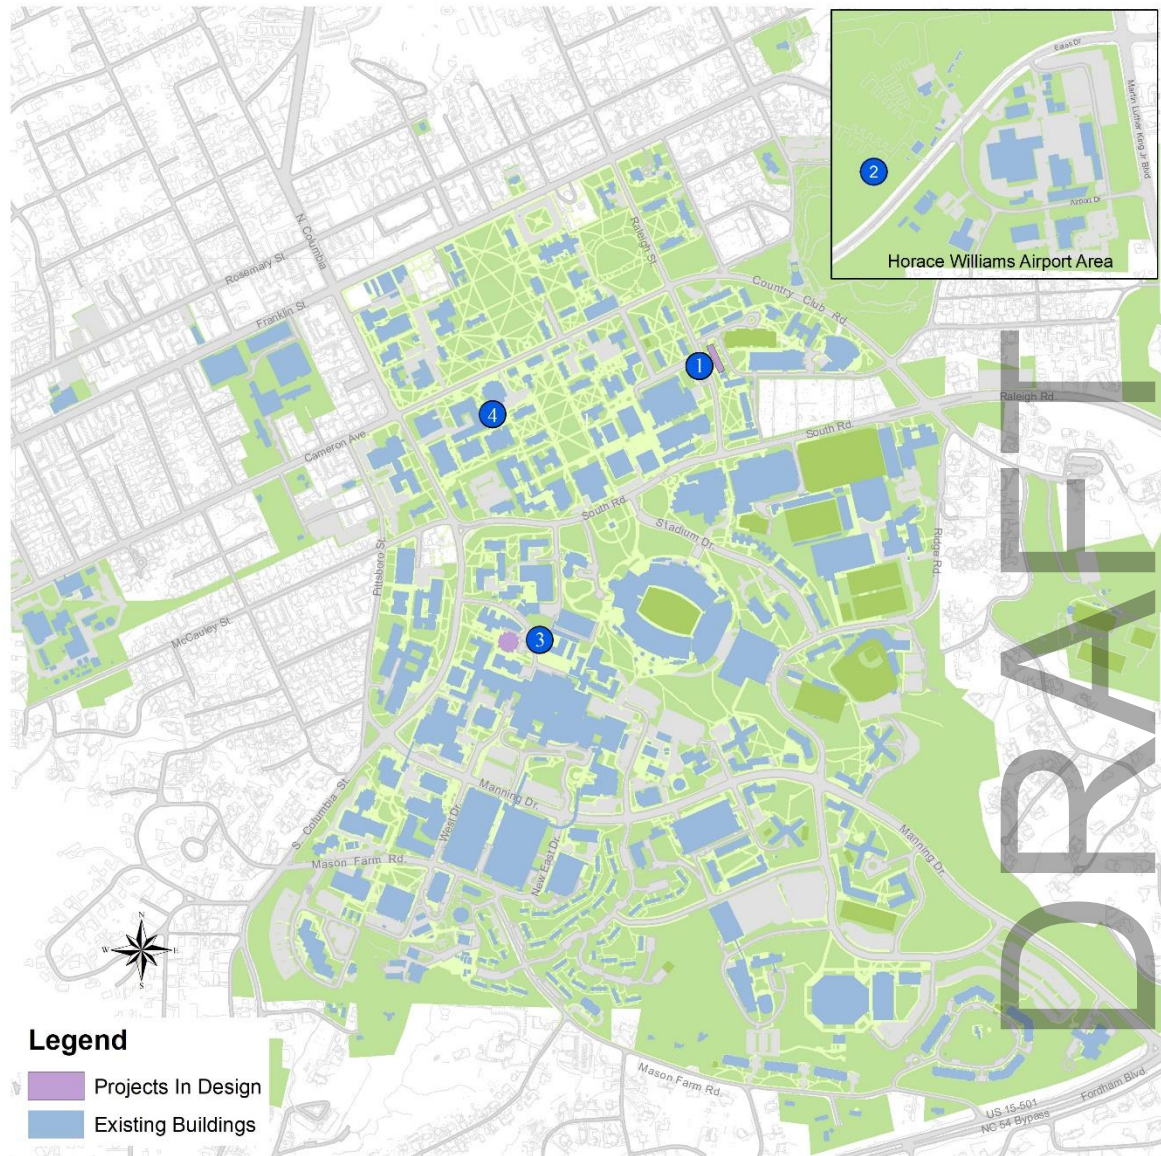 Estes Dr
Martin Luther King Jr Blvd
2
Airport Dr
Horace Williams Airport Area
N. Columbia
Rosemary St.
Raleigh St.
Franklin St.
Country Club Rd.
1
Raleigh Rd.
4
South Rd.
Cameron Ave.
South Rd.
Stadium Dr.
Ridge Rd.
Pittsboro St.
McCauley St.
3
DRAFT
Manning Dr.
S. Columbia St.
West Dr.
Manning Dr.
Mason Farm Rd.
New East Dr.
N
W
E
S
Legend
Projects In Design
Existing Buildings
Mason Farm Rd.
Fordham Blvd
US 15-501
NC 54 Bypass